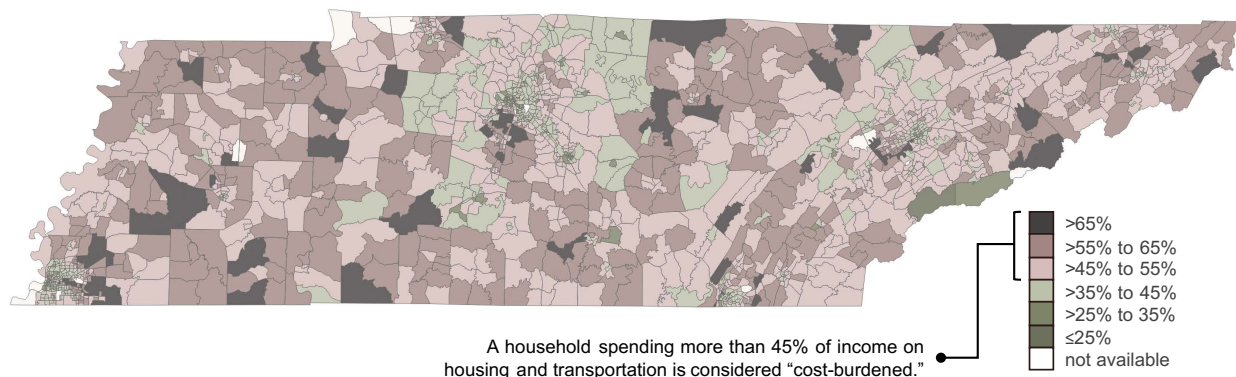 >65%
>55% to 65%
>45% to 55%
>35% to 45%
>25% to 35%
≤25%
not available
A household spending more than 45% of income on
housing and transportation is considered “cost-burdened.”